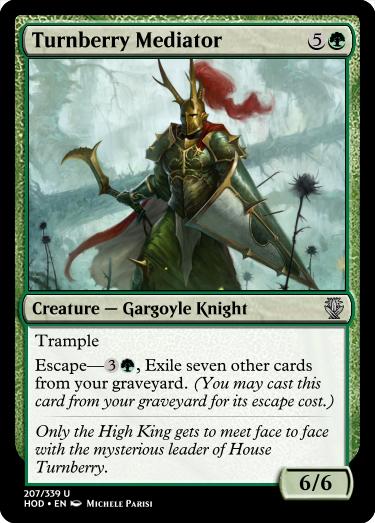 Turnberry Mediator 5
Creature — Gargoyle Knight
Trample
Escape—3, Exile seven other cards
from your graveyard. (You may cast this
card from your graveyard for its escape cost.)
Only the High King gets to meet face to face
with the mysterious leader of House
Turnberry.
6/6
207/339 U
HOD • EN Michele Parisi